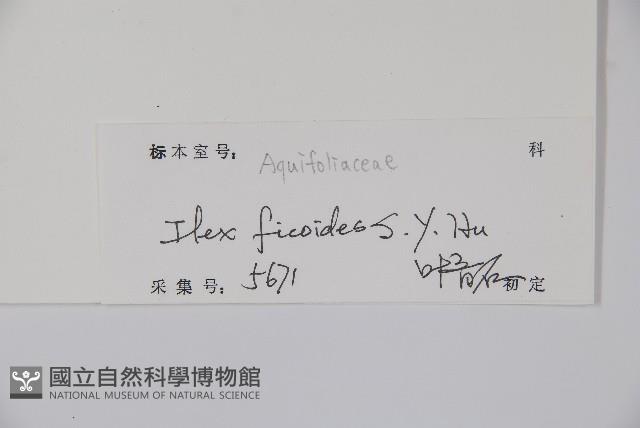 标本室号: Aquifoliaceae 科
Ilex ficoides S. Y. Hu
采集号: 5671 初定
國立自然科學博物館
NATIONAL MUSEUM OF NATURAL SCIENCE